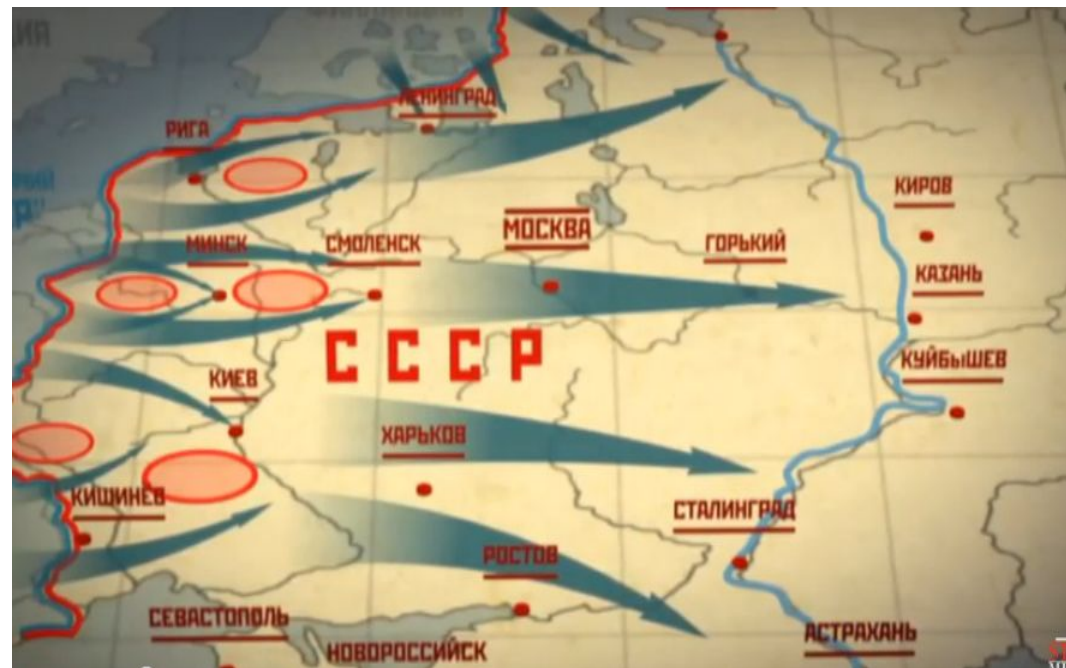 ЛЕНИНГРАД
РИГА
КИРОВ
МИНСК
СМОЛЕНСК
МОСКВА
ГОРЬКИЙ
КАЗАНЬ
СССР
КИЕВ
КУЙБЫШЕВ
ХАРЬКОВ
КИШИНЕВ
СТАЛИНГРАД
РОСТОВ
СЕВАСТОПОЛЬ
НОВОРОССИЙСК
АСТРАХАНЬ